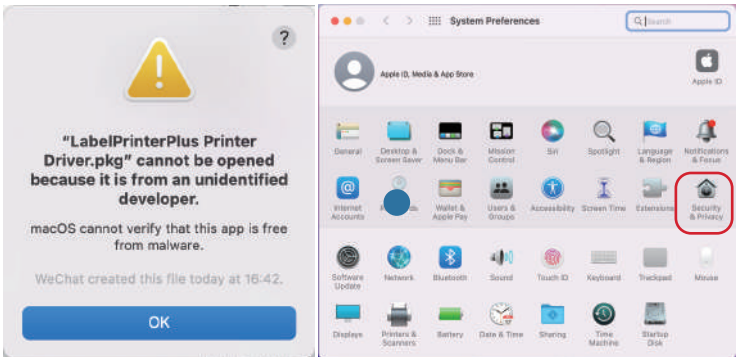 ?
"LabelPrinterPlus Printer
Driver.pkg" cannot be opened
because it is from an unidentified
developer.
macOS cannot verify that this app is free
from malware.
WeChat created this file today at 16:42.
OK
System Preferences
Search
Apple ID, Media & App Store
Apple ID
General
Desktop &
Screen Saver
Dock &
Menu Bar
Mission
Control
Siri
Spotlight
Language
& Region
Notifications
& Focus
Internet
Accounts
Wallet &
Apple Pay
Users &
Groups
Accessibility
Screen Time
Extensions
Security
& Privacy
Software
Update
Network
Bluetooth
Sound
Touch ID
Keyboard
Trackpad
Mouse
Displays
Printers &
Scanners
Battery
Date & Time
Sharing
Time
Machine
Startup
Disk